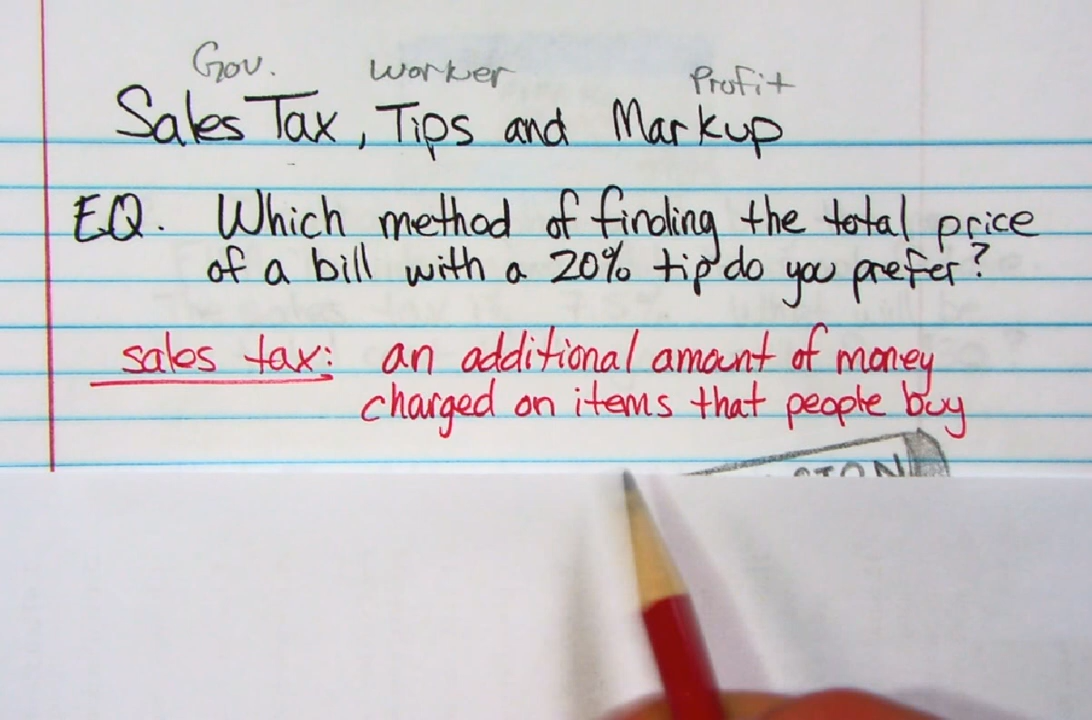 Gov. Worker Profit
Sales Tax, Tips and Markup
EQ. Which method of finding the total price
of a bill with a 20% tip do you prefer?
sales tax: an additional amount of money
charged on items that people buy